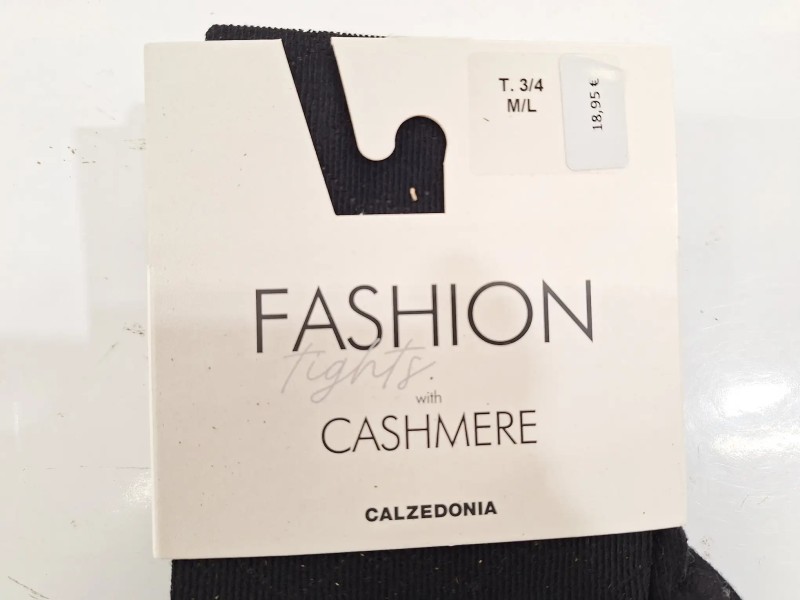 T. 3/4
M/L
18,95 €
FASHION
tights
with
CASHMERE
CALZEDONIA